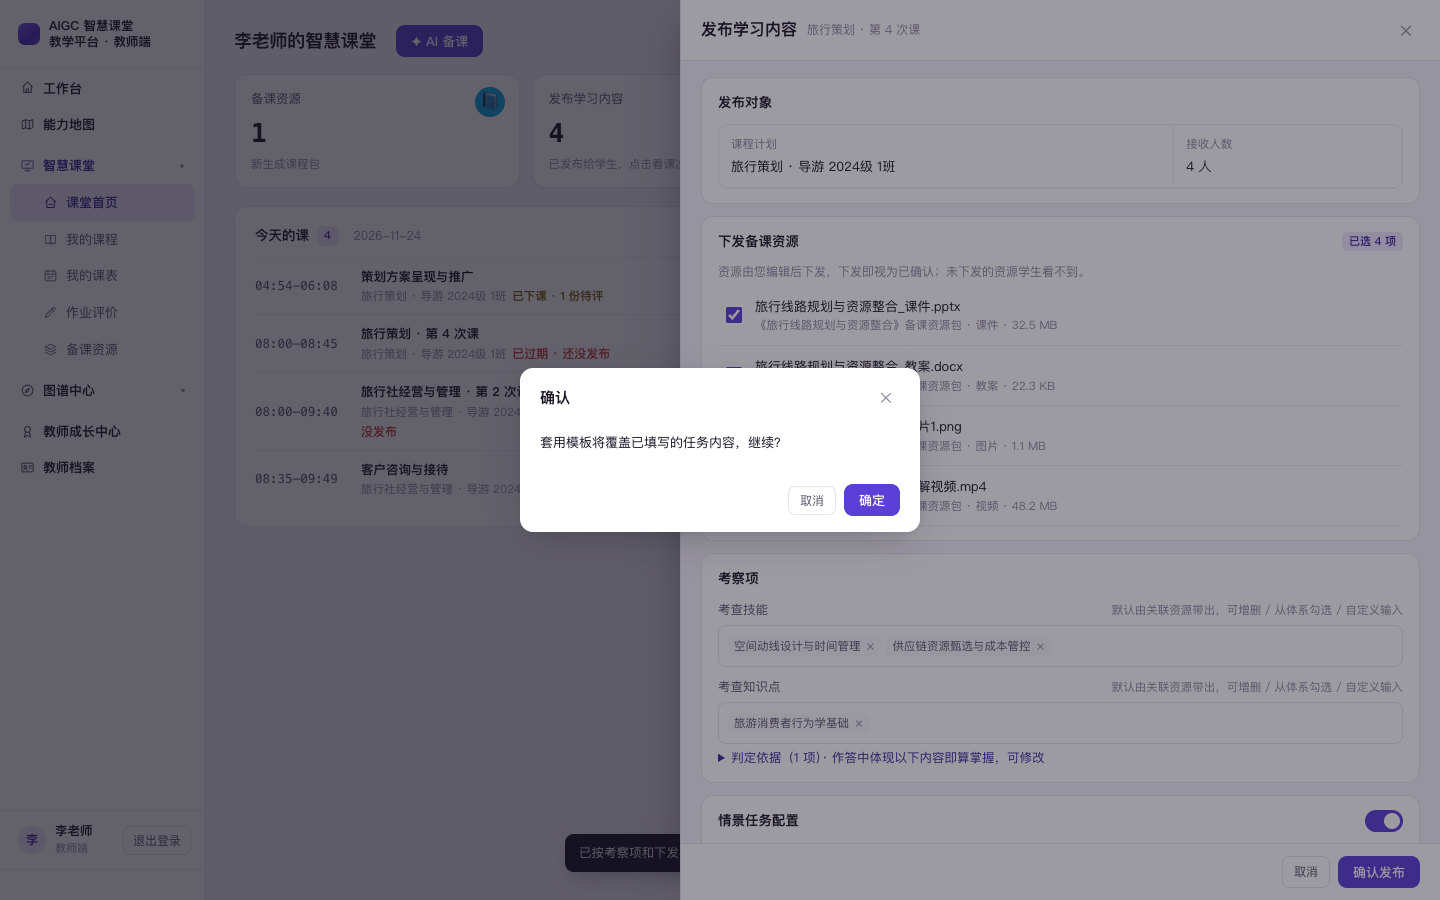 AIGC 智慧课堂
教学平台 · 教师端
工作台
能力地图
智慧课堂
课堂首页
我的课程
我的课表
作业评价
备课资源
图谱中心
教师成长中心
教师档案
李
李老师
教师端
退出登录
李老师的智慧课堂
✦ AI 备课
备课资源
1
新生成课程包
发布学习内容
4
已发布给学生，点击看课
今天的课 4 2026-11-24
04:54-06:08
策划方案呈现与推广
旅行策划 · 导游 2024级 1班 已下课 · 1 份待评
08:00-08:45
旅行策划 · 第 4 次课
旅行策划 · 导游 2024级 1班 已过期 · 还没发布
08:00-09:40
旅行社经营与管理 · 第 2 次
旅行社经营与管理 · 导游 2024
没发布
08:35-09:49
客户咨询与接待
旅行社经营与管理 · 导游 2024
已按考察项和下发
发布学习内容 旅行策划 · 第 4 次课
发布对象
课程计划
旅行策划 · 导游 2024级 1班
接收人数
4 人
下发备课资源
已选 4 项
资源由您编辑后下发，下发即视为已确认；未下发的资源学生看不到。
旅行线路规划与资源整合_课件.pptx
《旅行线路规划与资源整合》备课资源包 · 课件 · 32.5 MB
旅行线路规划与资源整合_教案.docx
课资源包 · 教案 · 22.3 KB
片1.png
课资源包 · 图片 · 1.1 MB
解视频.mp4
课资源包 · 视频 · 48.2 MB
确认
套用模板将覆盖已填写的任务内容，继续？
取消
确定
考察项
考查技能
默认由关联资源带出，可增删 / 从体系勾选 / 自定义输入
空间动线设计与时间管理 × 供应链资源甄选与成本管控 ×
考查知识点
默认由关联资源带出，可增删 / 从体系勾选 / 自定义输入
旅游消费者行为学基础 ×
▶ 判定依据（1 项）· 作答中体现以下内容即算掌握，可修改
情景任务配置
取消
确认发布